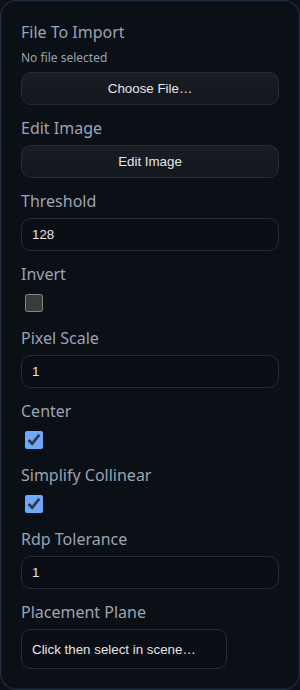 File To Import
No file selected
Choose File…
Edit Image
Edit Image
Threshold
128
Invert
Pixel Scale
1
Center
Simplify Collinear
Rdp Tolerance
1
Placement Plane
Click then select in scene…